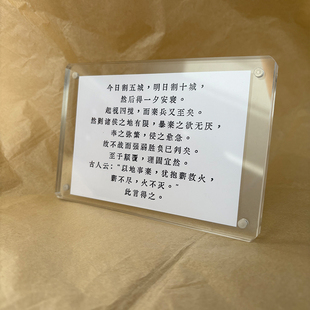 今日割五城，明日割十城，
然后得一夕安寝。
起视四境，而秦兵又至矣。
然则诸侯之地有限，暴秦之欲无厌，
奉之弥繁，侵之愈急。
故不战而强弱胜负已判矣。
至于颠覆，理固宜然。
古人云：“以地事秦，犹抱薪救火，
薪不尽，火不灭。”
此言得之。